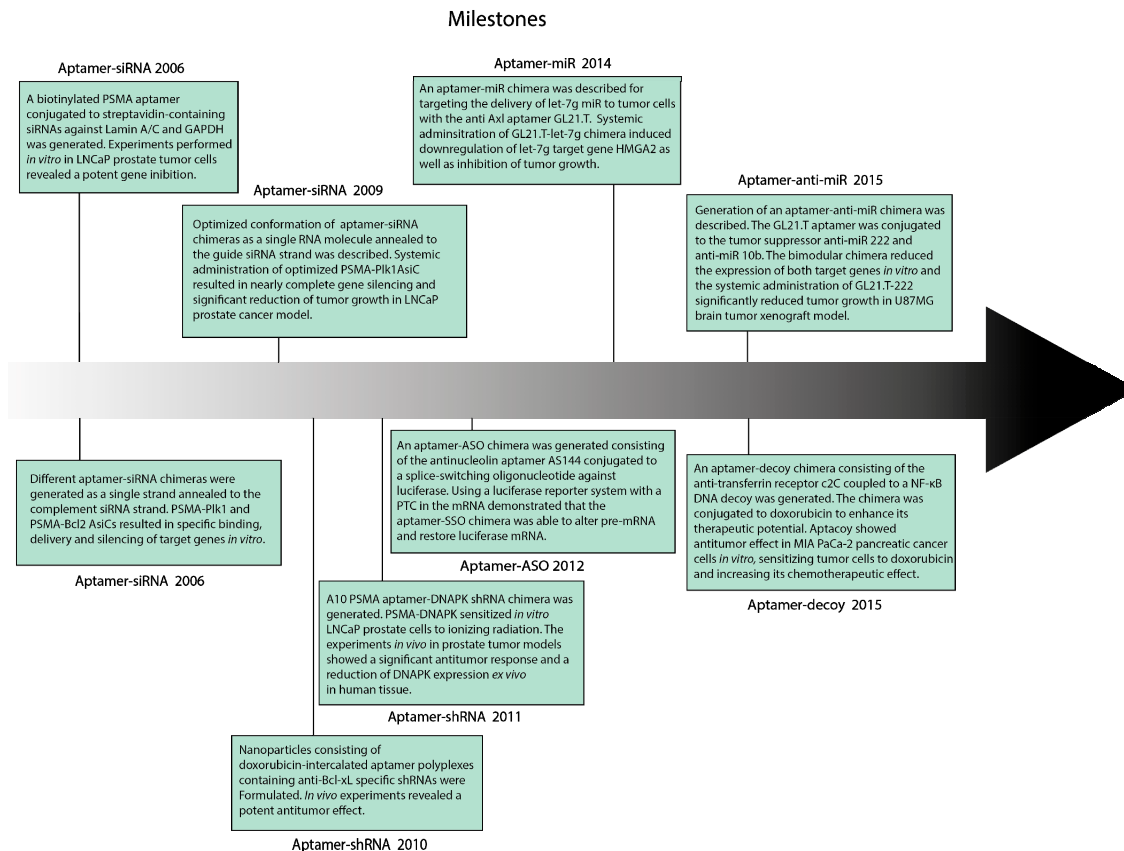 Milestones
Aptamer-siRNA 2006
A biotinylated PSMA aptamer
conjugated to streptavidin-containing
siRNAs against Lamin A/C and GAPDH
was generated. Experiments performed
in vitro in LNCaP prostate tumor cells
revealed a potent gene inibition.
Aptamer-siRNA 2009
Optimized conformation of aptamer-siRNA
chimeras as a single RNA molecule annealed to
the guide siRNA strand was described. Systemic
administration of optimized PSMA-Plk1AsiC
resulted in nearly complete gene silencing and
significant reduction of tumor growth in LNCaP
prostate cancer model.
Aptamer-miR 2014
An aptamer-miR chimera was described for
targeting the delivery of let-7g miR to tumor cells
with the anti Axl aptamer GL21.T. Systemic
adminsitration of GL21.T-let-7g chimera induced
downregulation of let-7g target gene HMGA2 as
well as inhibition of tumor growth.
Aptamer-anti-miR 2015
Generation of an aptamer-anti-miR chimera was
described. The GL21.T aptamer was conjugated
to the tumor suppressor anti-miR 222 and
anti-miR 10b. The bimodular chimera reduced
the expression of both target genes in vitro and
the systemic administration of GL21.T-222
significantly reduced tumor growth in U87MG
brain tumor xenograft model.
Different aptamer-siRNA chimeras were
generated as a single strand annealed to the
complement siRNA strand. PSMA-Plk1 and
PSMA-Bcl2 AsiCs resulted in specific binding,
delivery and silencing of target genes in vitro.
Aptamer-siRNA 2006
Nanoparticles consisting of
doxorubicin-intercalated aptamer polyplexes
containing anti-Bcl-xL specific shRNAs were
Formulated. In vivo experiments revealed a
potent antitumor effect.
Aptamer-shRNA 2010
A10 PSMA aptamer-DNAPK shRNA chimera was
generated. PSMA-DNAPK sensitized in vitro
LNCaP prostate cells to ionizing radiation. The
experiments in vivo in prostate tumor models
showed a significant antitumor response and a
reduction of DNAPK expression ex vivo
in human tissue.
Aptamer-shRNA 2011
An aptamer-ASO chimera was generated consisting
of the antinucleolin aptamer AS144 conjugated to
a splice-switching oligonucleotide against
luciferase. Using a luciferase reporter system with a
PTC in the mRNA demonstrated that the
aptamer-SSO chimera was able to alter pre-mRNA
and restore luciferase mRNA.
Aptamer-ASO 2012
An aptamer-decoy chimera consisting of the
anti-transferrin receptor c2C coupled to a NF-κB
DNA decoy was generated. The chimera was
conjugated to doxorubicin to enhance its
therapeutic potential. Aptacoy showed
antitumor effect in MIA PaCa-2 pancreatic cancer
cells in vitro, sensitizing tumor cells to doxorubicin
and increasing its chemotherapeutic effect.
Aptamer-decoy 2015